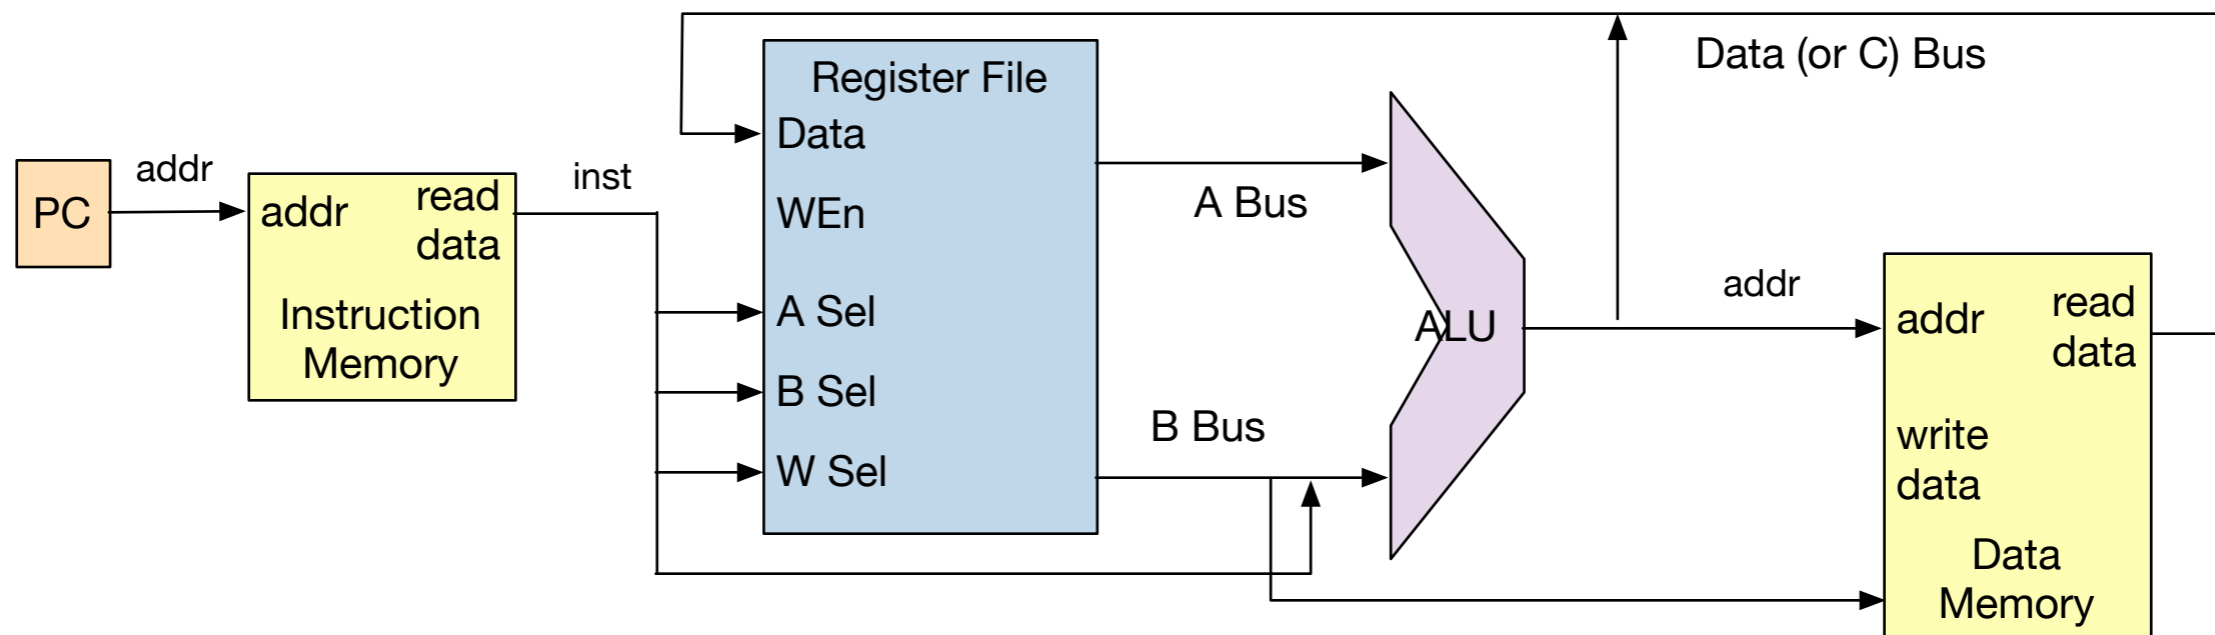 Data (or C) Bus
Register File
Data
addr
inst
PC
addr
read
data
WEn
A Bus
Instruction
Memory
A Sel
B Sel
W Sel
B Bus
ALU
addr
addr
read
data
write
data
Data
Memory